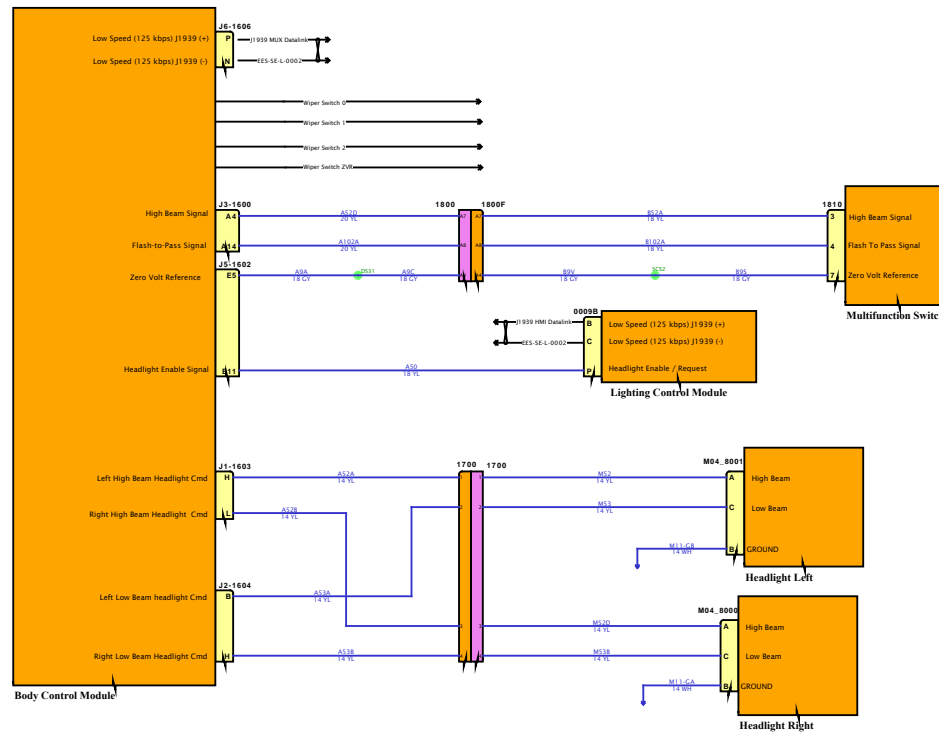 J6-1606
Low Speed (125 kbps) J1939 (+) P J1939 MUX Datalink
Low Speed (125 kbps) J1939 (-) N EES-SE-L-0002
Wiper Switch 0
Wiper Switch 1
Wiper Switch 2
Wiper Switch ZVR
J3-1600 1800 1800F 1810
High Beam Signal A4 A52D A7 A7 B52A 3 High Beam Signal
20 YL 18 YL
Flash-to-Pass Signal A14 A102A A8 A8 B102A 4 Flash To Pass Signal
20 YL 18 YL
J5-1602
Zero Volt Reference E5 A9A DS31 A9C B9V SC52 B9S 7 Zero Volt Reference
18 GY 18 GY 18 GY 18 GY
Multifunction Switc
0009B
J1939 HMI Datalink B Low Speed (125 kbps) J1939 (+)
EES-SE-L-0002 C Low Speed (125 kbps) J1939 (-)
Headlight Enable Signal B11 A50 P Headlight Enable / Request
18 YL
Lighting Control Module
J1-1603 1700 1700 M04_8001
Left High Beam Headlight Cmd H A52A M52 A High Beam
14 YL 14 YL
Right High Beam Headlight Cmd L A52B 2 2 M53 C Low Beam
14 YL 14 YL
M11-GB B GROUND
14 WH
Headlight Left
J2-1604
Left Low Beam headlight Cmd B A53A
14 YL
M04_8000
3 M52D A High Beam
14 YL
Right Low Beam Headlight Cmd H A53B M53B C Low Beam
14 YL 14 YL
M11-GA B GROUND
14 WH
Body Control Module
Headlight Right